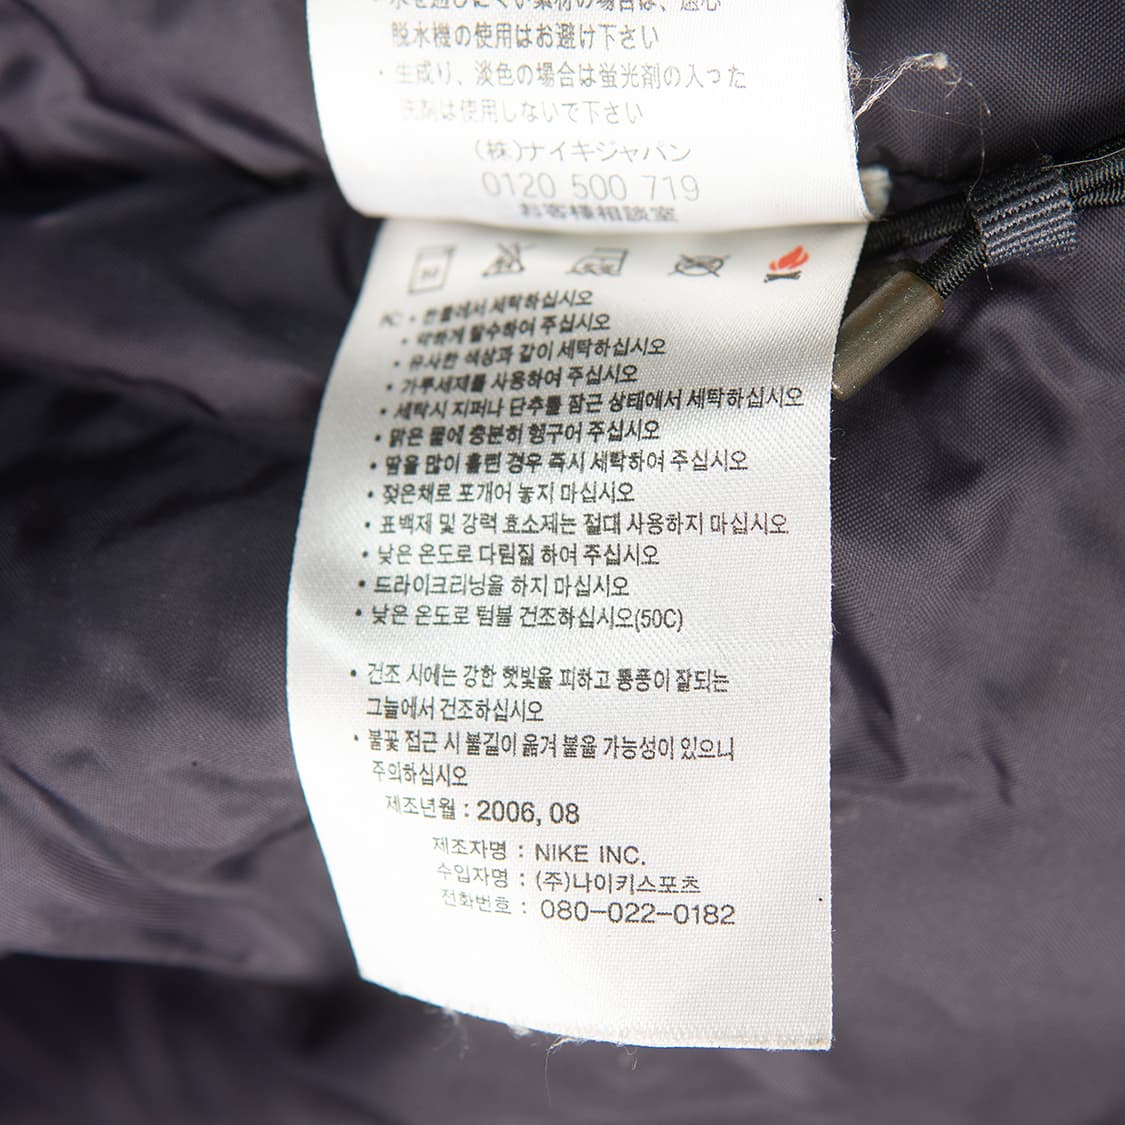 ・水を通しにくい素材の場合は、遠心
脱水機の使用はお避け下さい
・生成り、淡色の場合は蛍光剤の入った
洗剤は使用しないで下さい
(株)ナイキジャパン
0120 500 719
お客様相談室
• 찬물에서 세탁하십시오
• 약하게 탈수하여 주십시오
• 유사한 색상과 같이 세탁하십시오
• 가루세제를 사용하여 주십시오
• 세탁시 지퍼나 단추를 잠근 상태에서 세탁하십시오
• 맑은 물에 충분히 헹구어 주십시오
• 땀을 많이 흘린 경우 즉시 세탁하여 주십시오
• 젖은채로 포개어 놓지 마십시오
• 표백제 및 강력 효소제는 절대 사용하지 마십시오
• 낮은 온도로 다림질 하여 주십시오
• 드라이크리닝을 하지 마십시오
• 낮은 온도로 텀블 건조하십시오(50C)
• 건조 시에는 강한 햇빛을 피하고 통풍이 잘되는
그늘에서 건조하십시오
• 불꽃 접근 시 불길이 옮겨 붙을 가능성이 있으니
주의하십시오
제조년월 : 2006, 08
제조자명 : NIKE INC.
수입자명 : (주)나이키스포츠
전화번호 : 080-022-0182